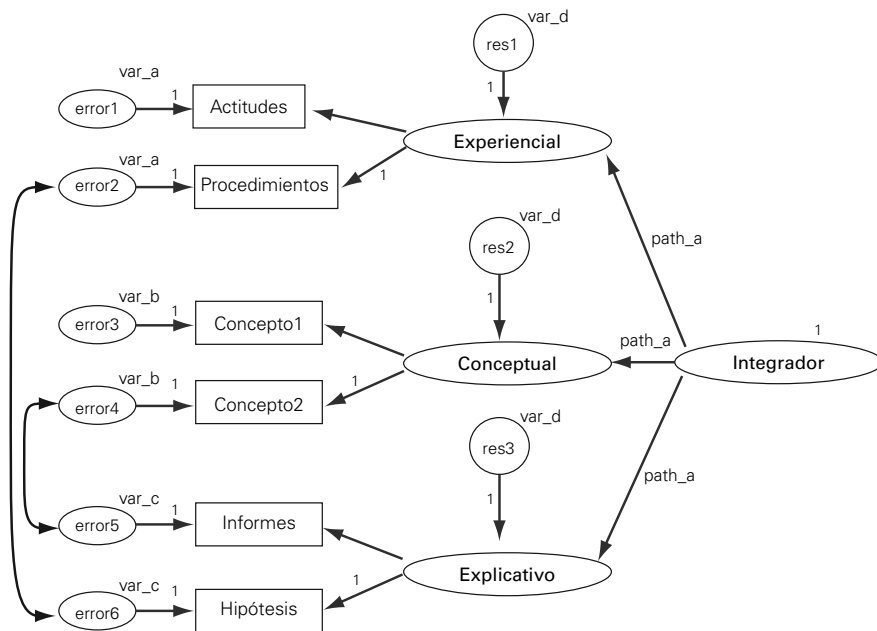 var_d
res1
1
var_a
1
error1
Actitudes
Experiencial
var_a
1
error2
Procedimientos
1
var_d
res2
1
path_a
var_b
1
error3
Concepto1
path_a
1
Conceptual
Integrador
var_b
1
error4
Concepto2
1
var_d
res3
1
path_a
var_c
1
error5
Informes
Explicativo
var_c
1
error6
Hipótesis
1